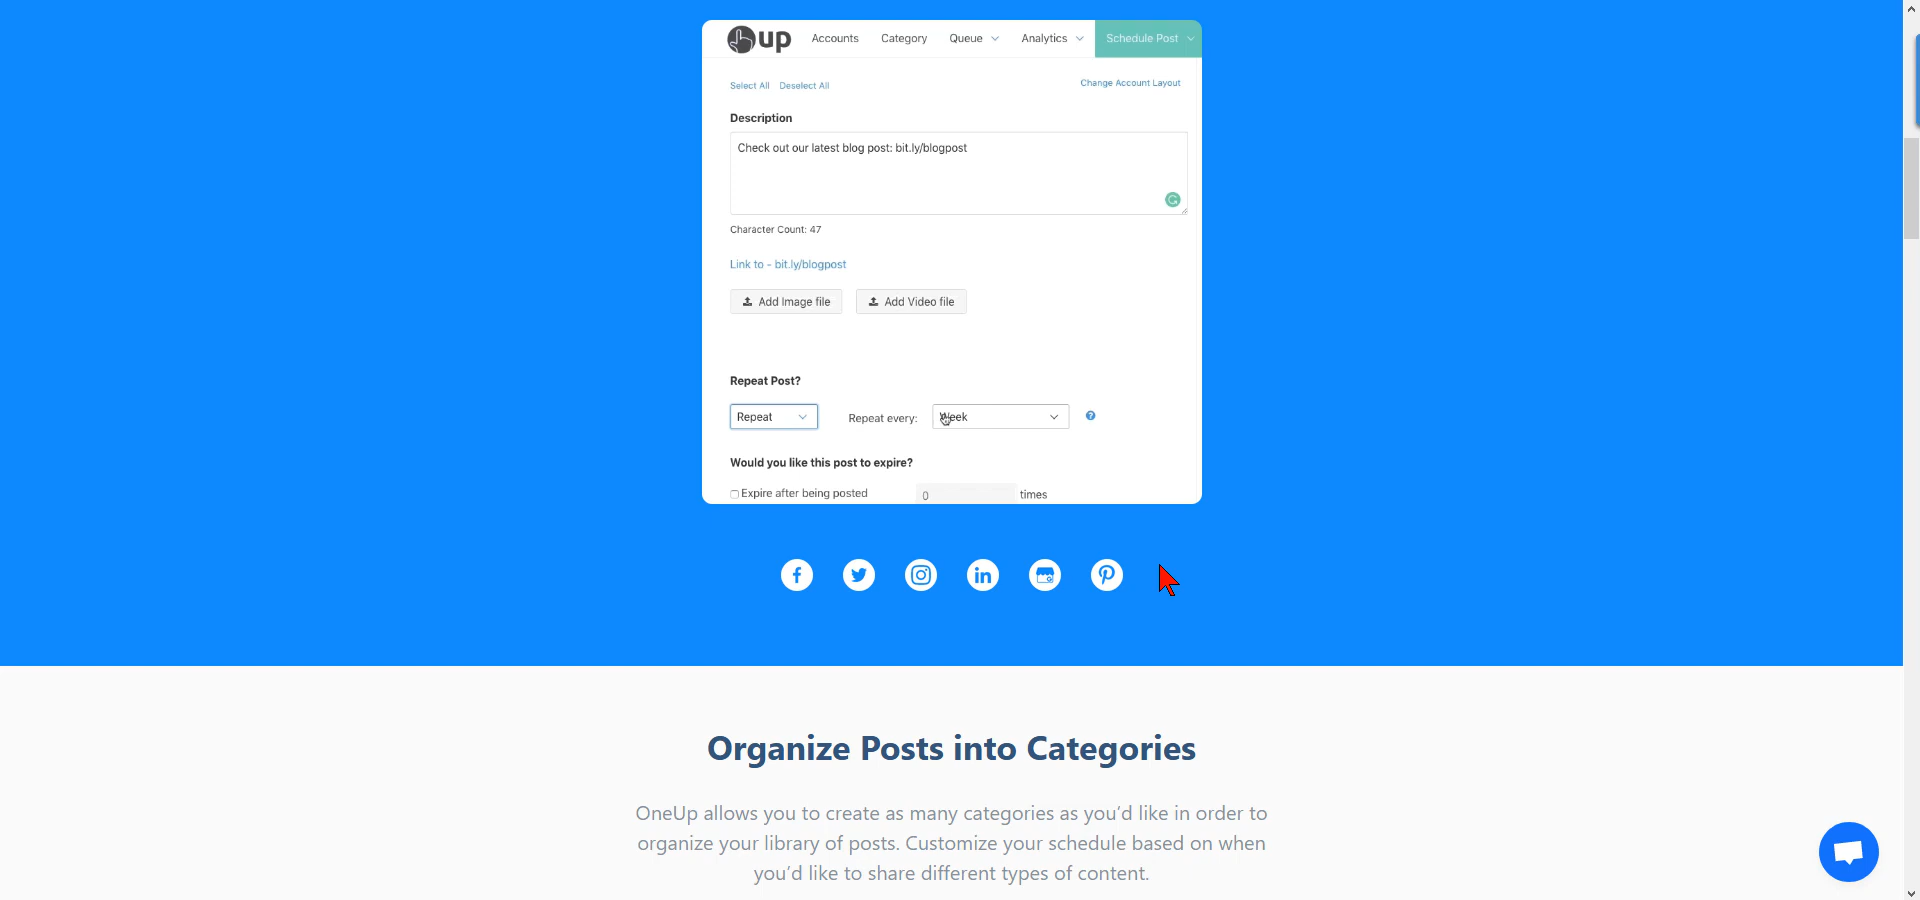 up Accounts Category Queue Analytics Schedule Post
Select All Deselect All Change Account Layout
Description
Check out our latest blog post: bit.ly/blogpost
Character Count: 47
Link to - bit.ly/blogpost
Add Image file Add Video file
Repeat Post?
Repeat Repeat every: Week
Would you like this post to expire?
Expire after being posted 0 times
Organize Posts into Categories
OneUp allows you to create as many categories as you'd like in order to
organize your library of posts. Customize your schedule based on when
you'd like to share different types of content.